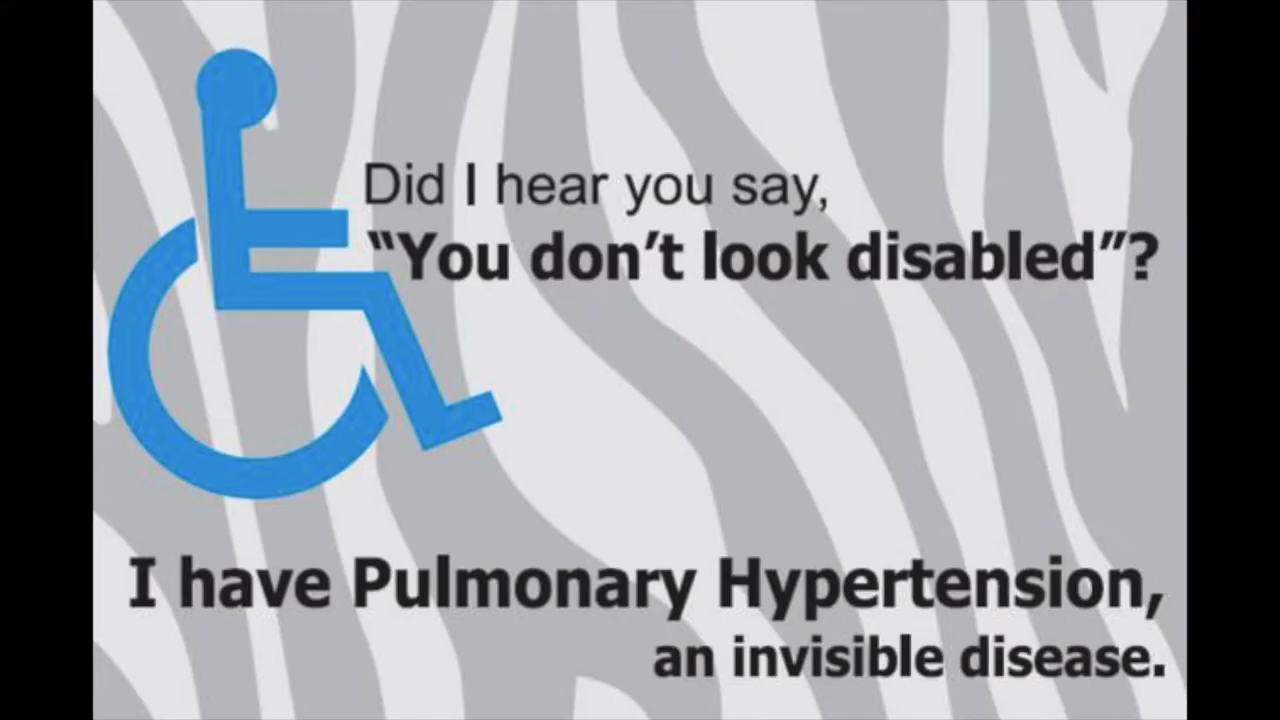 Did I hear you say,
“You don’t look disabled”?
I have Pulmonary Hypertension,
an invisible disease.